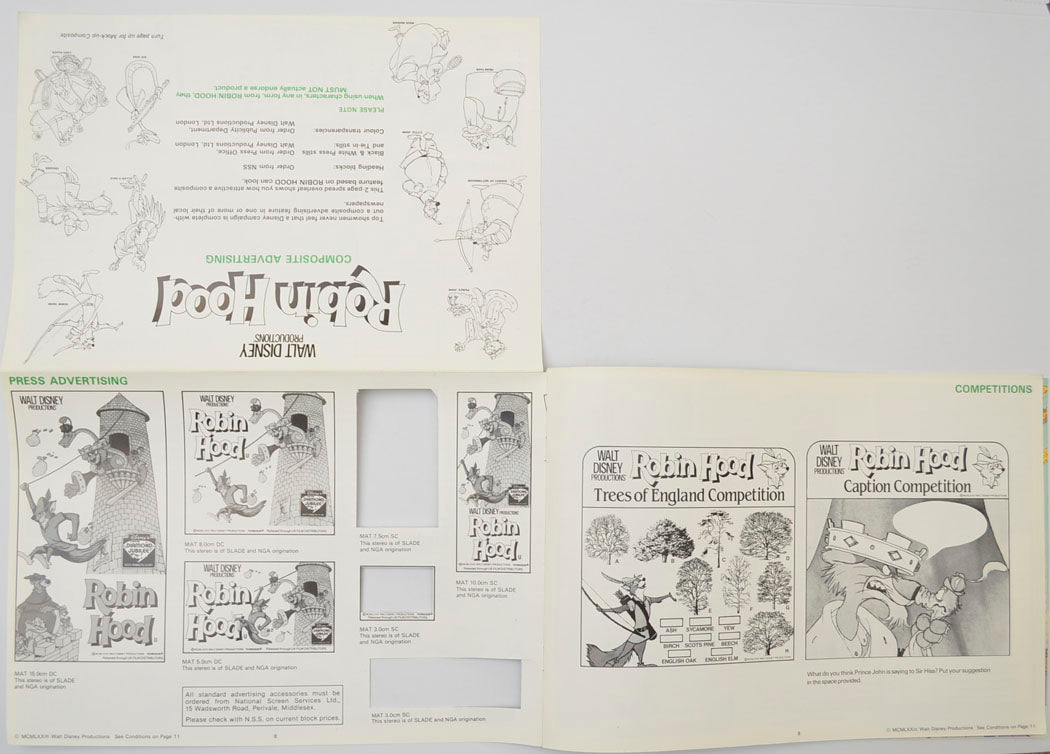 WALT DISNEY
PRODUCTIONS'
Robin Hood
COMPOSITE ADVERTISING
Top showmen never feel that a Disney campaign is complete with-
out a composite advertising feature in one or more of their local
newspapers.
This 2-page spread overleaf shows you how attractive a composite
feature based on ROBIN HOOD can look.
Heading blocks: Order from NSS
Black & White Press stills Order from Press Office,
and Tie-in stills: Walt Disney Productions Ltd, London
Colour transparencies: Order from Publicity Department,
Walt Disney Productions Ltd, London
PLEASE NOTE
When using characters, in any form, from ROBIN HOOD, they
MUST NOT actually endorse a product.
Turn page for Mock-up Composite
PRESS ADVERTISING
WALT DISNEY
PRODUCTIONS
DIAMOND
JUBILEE
Robin
Hood
MAT 15.0cm DC
This stereo is of SLADE
and NGA origination
WALT DISNEY
PRODUCTIONS'
Robin
Hood
DIAMOND
JUBILEE
MAT 8.0cm DC
This stereo is of SLADE and NGA origination
WALT DISNEY
PRODUCTIONS'
Robin
Hood
MAT 5.0cm DC
This stereo is of SLADE and NGA origination
All standard advertising accessories must be
ordered from National Screen Services Ltd.,
15 Wadsworth Road, Perivale, Middlesex.
Please check with N.S.S. on current block prices.
MAT 7.5cm SC
This stereo is of SLADE
and NGA origination
MAT 3.0cm SC
This stereo is of SLADE
and NGA origination
MAT 3.0cm SC
This stereo is of SLADE and NGA origination
DIAMOND
JUBILEE
WALT DISNEY
PRODUCTIONS'
Robin
Hood
MAT 10.0cm SC
This stereo is of SLADE
and NGA origination
© MCMLXXIII Walt Disney Productions See Conditions on Page 11
8
COMPETITIONS
WALT
DISNEY
PRODUCTIONS'
Robin Hood
Trees of England Competition
A
C
D
B
E
F
G
H
ASH SYCAMORE YEW
BIRCH SCOTS PINE BEECH
ENGLISH OAK ENGLISH ELM
WALT
DISNEY
PRODUCTIONS'
Robin Hood
Caption Competition
What do you think Prince John is saying to Sir Hiss? Put your suggestion
in the space provided.
© MCMLXXIII Walt Disney Productions See Conditions on Page 11